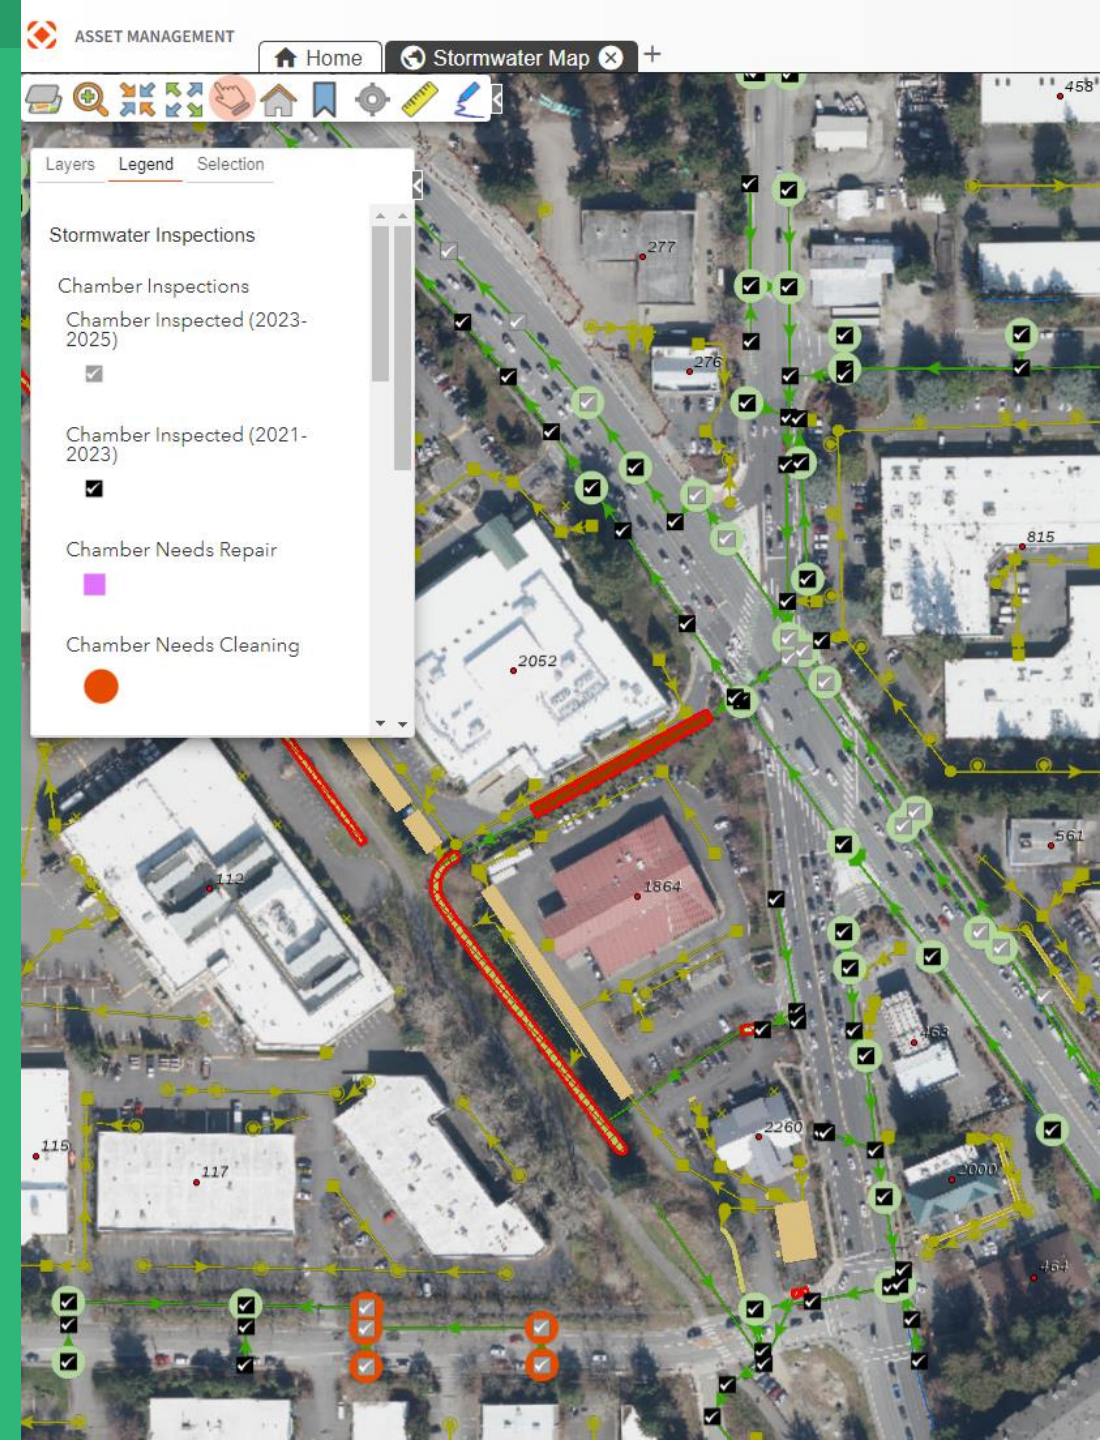 ASSET MANAGEMENT
Home
Stormwater Map
Layers Legend Selection
Stormwater Inspections
Chamber Inspections
Chamber Inspected (2023-
2025)
Chamber Inspected (2021-
2023)
Chamber Needs Repair
Chamber Needs Cleaning
458
277
276
815
2052
561
112
1864
463
2260
115
117
2000
464